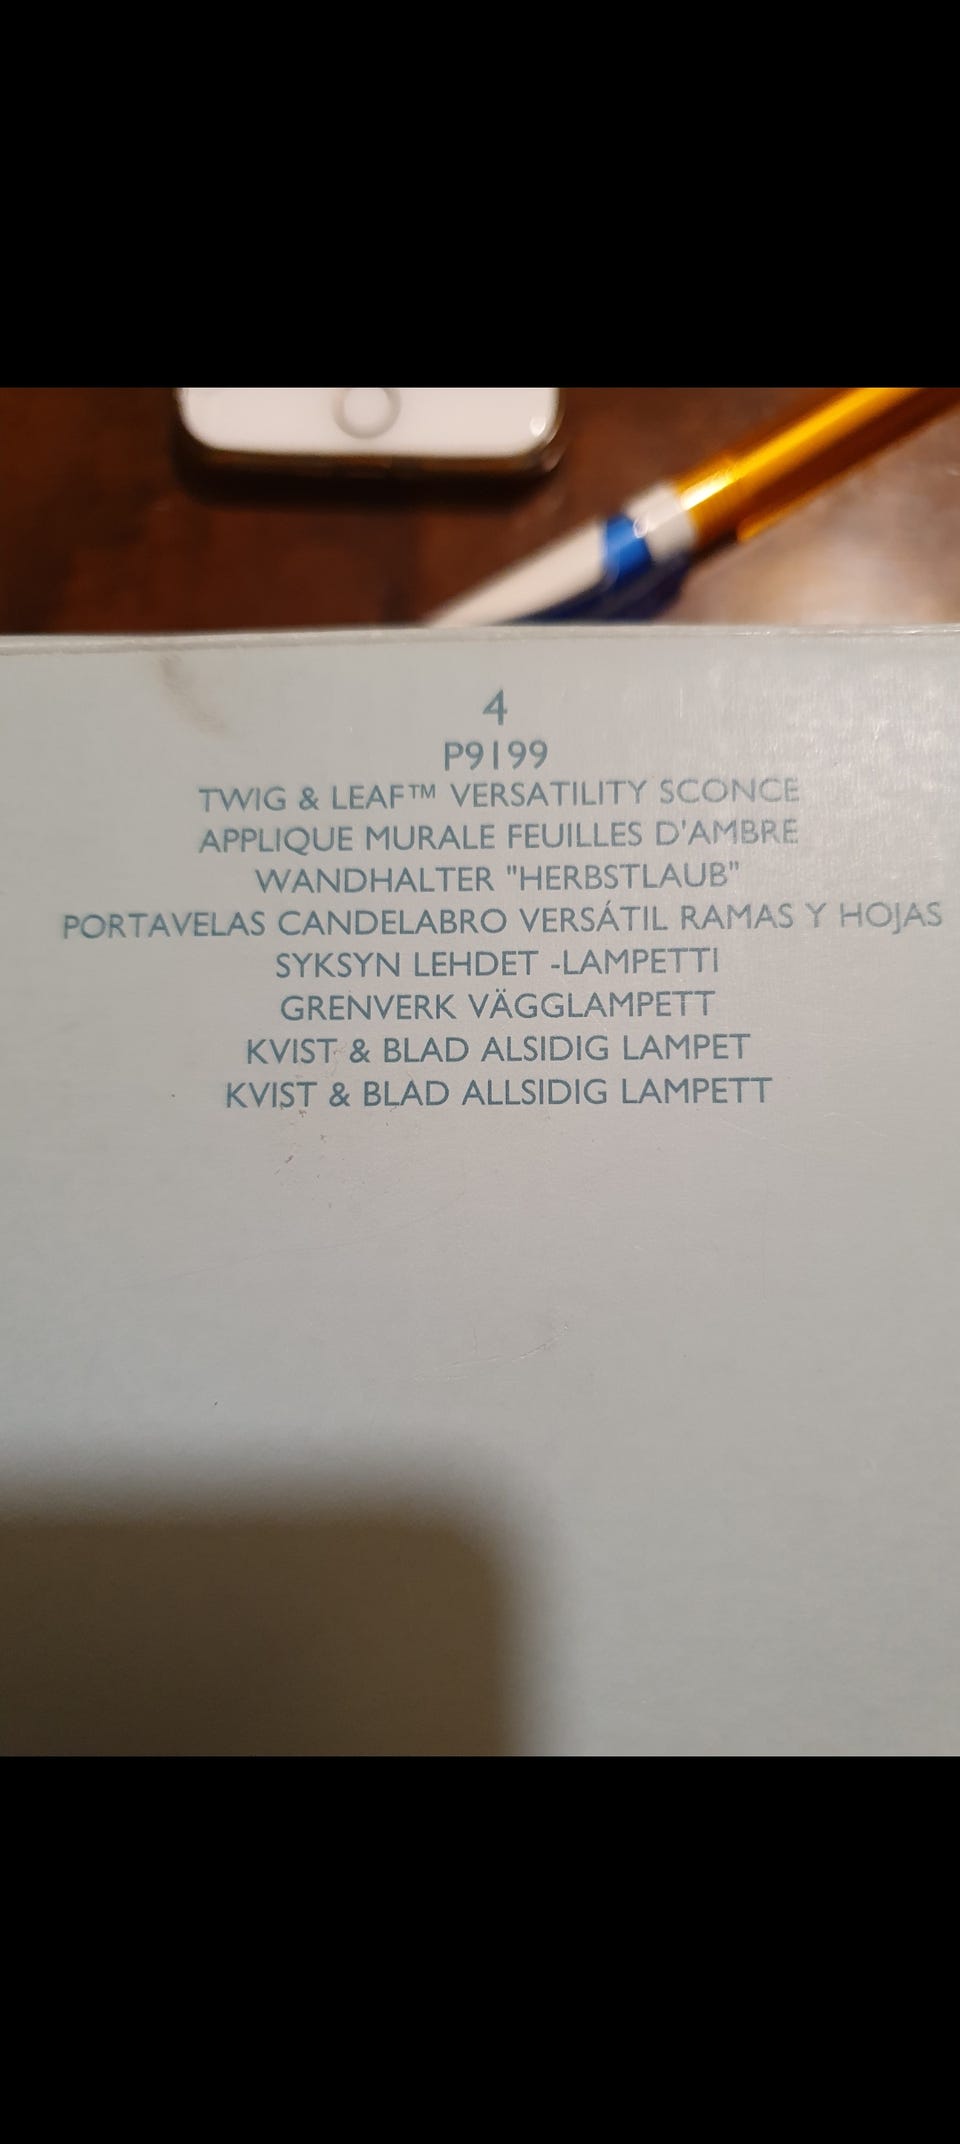 4
P9199
TWIG & LEAF™ VERSATILITY SCONCE
APPLIQUE MURALE FEUILLES D'AMBRE
WANDHALTER "HERBSTLAUB"
PORTAVELAS CANDELABRO VERSÁTIL RAMAS Y HOJAS
SYKSYN LEHDET -LAMPETTI
GRENVERK VÄGGLAMPETT
KVIST & BLAD ALSIDIG LAMPET
KVIST & BLAD ALLSIDIG LAMPETT